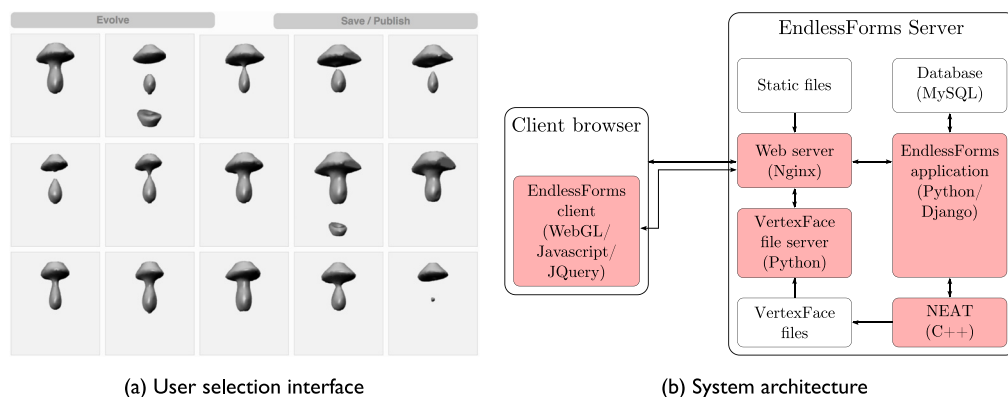 Evolve
Save / Publish
(a) User selection interface
EndlessForms Server
Static files
Database
(MySQL)
Client browser
Web server
(Nginx)
EndlessForms
application
(Python/
Django)
EndlessForms
client
(WebGL/
Javascript/
JQuery)
VertexFace
file server
(Python)
VertexFace
files
NEAT
(C++)
(b) System architecture